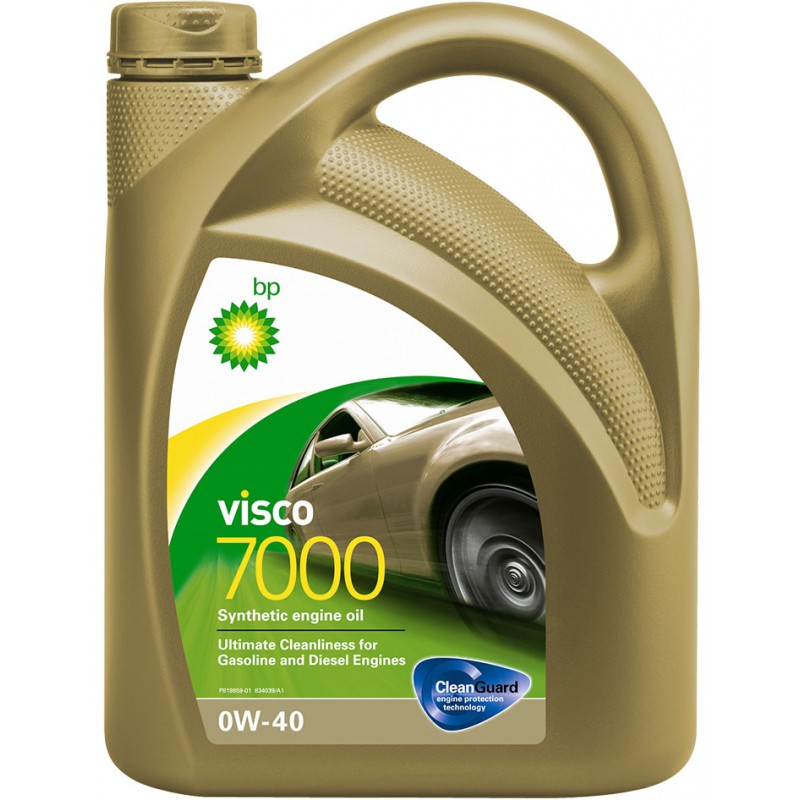 bp
visco
7000
Synthetic engine oil
Ultimate Cleanliness for
Gasoline and Diesel Engines
CleanGuard
engine protection
technology
0W-40